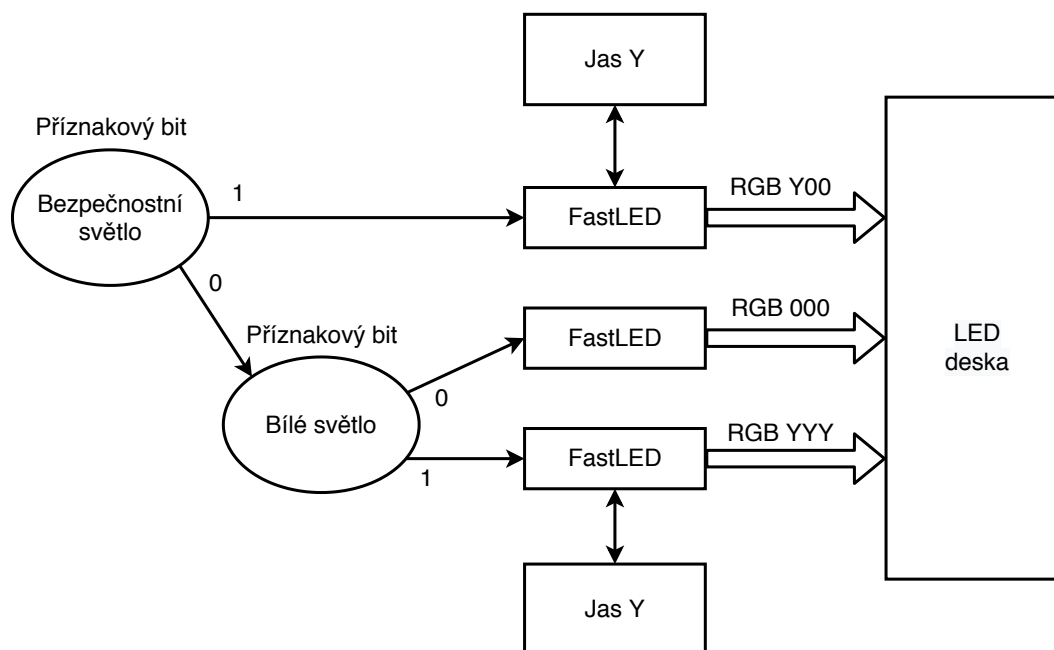 Jas Y
Příznakový bit
Bezpečnostní
světlo
1
FastLED
RGB Y00
0
Příznakový bit
Bílé světlo
0
FastLED
RGB 000
1
FastLED
RGB YYY
Jas Y
LED
deska